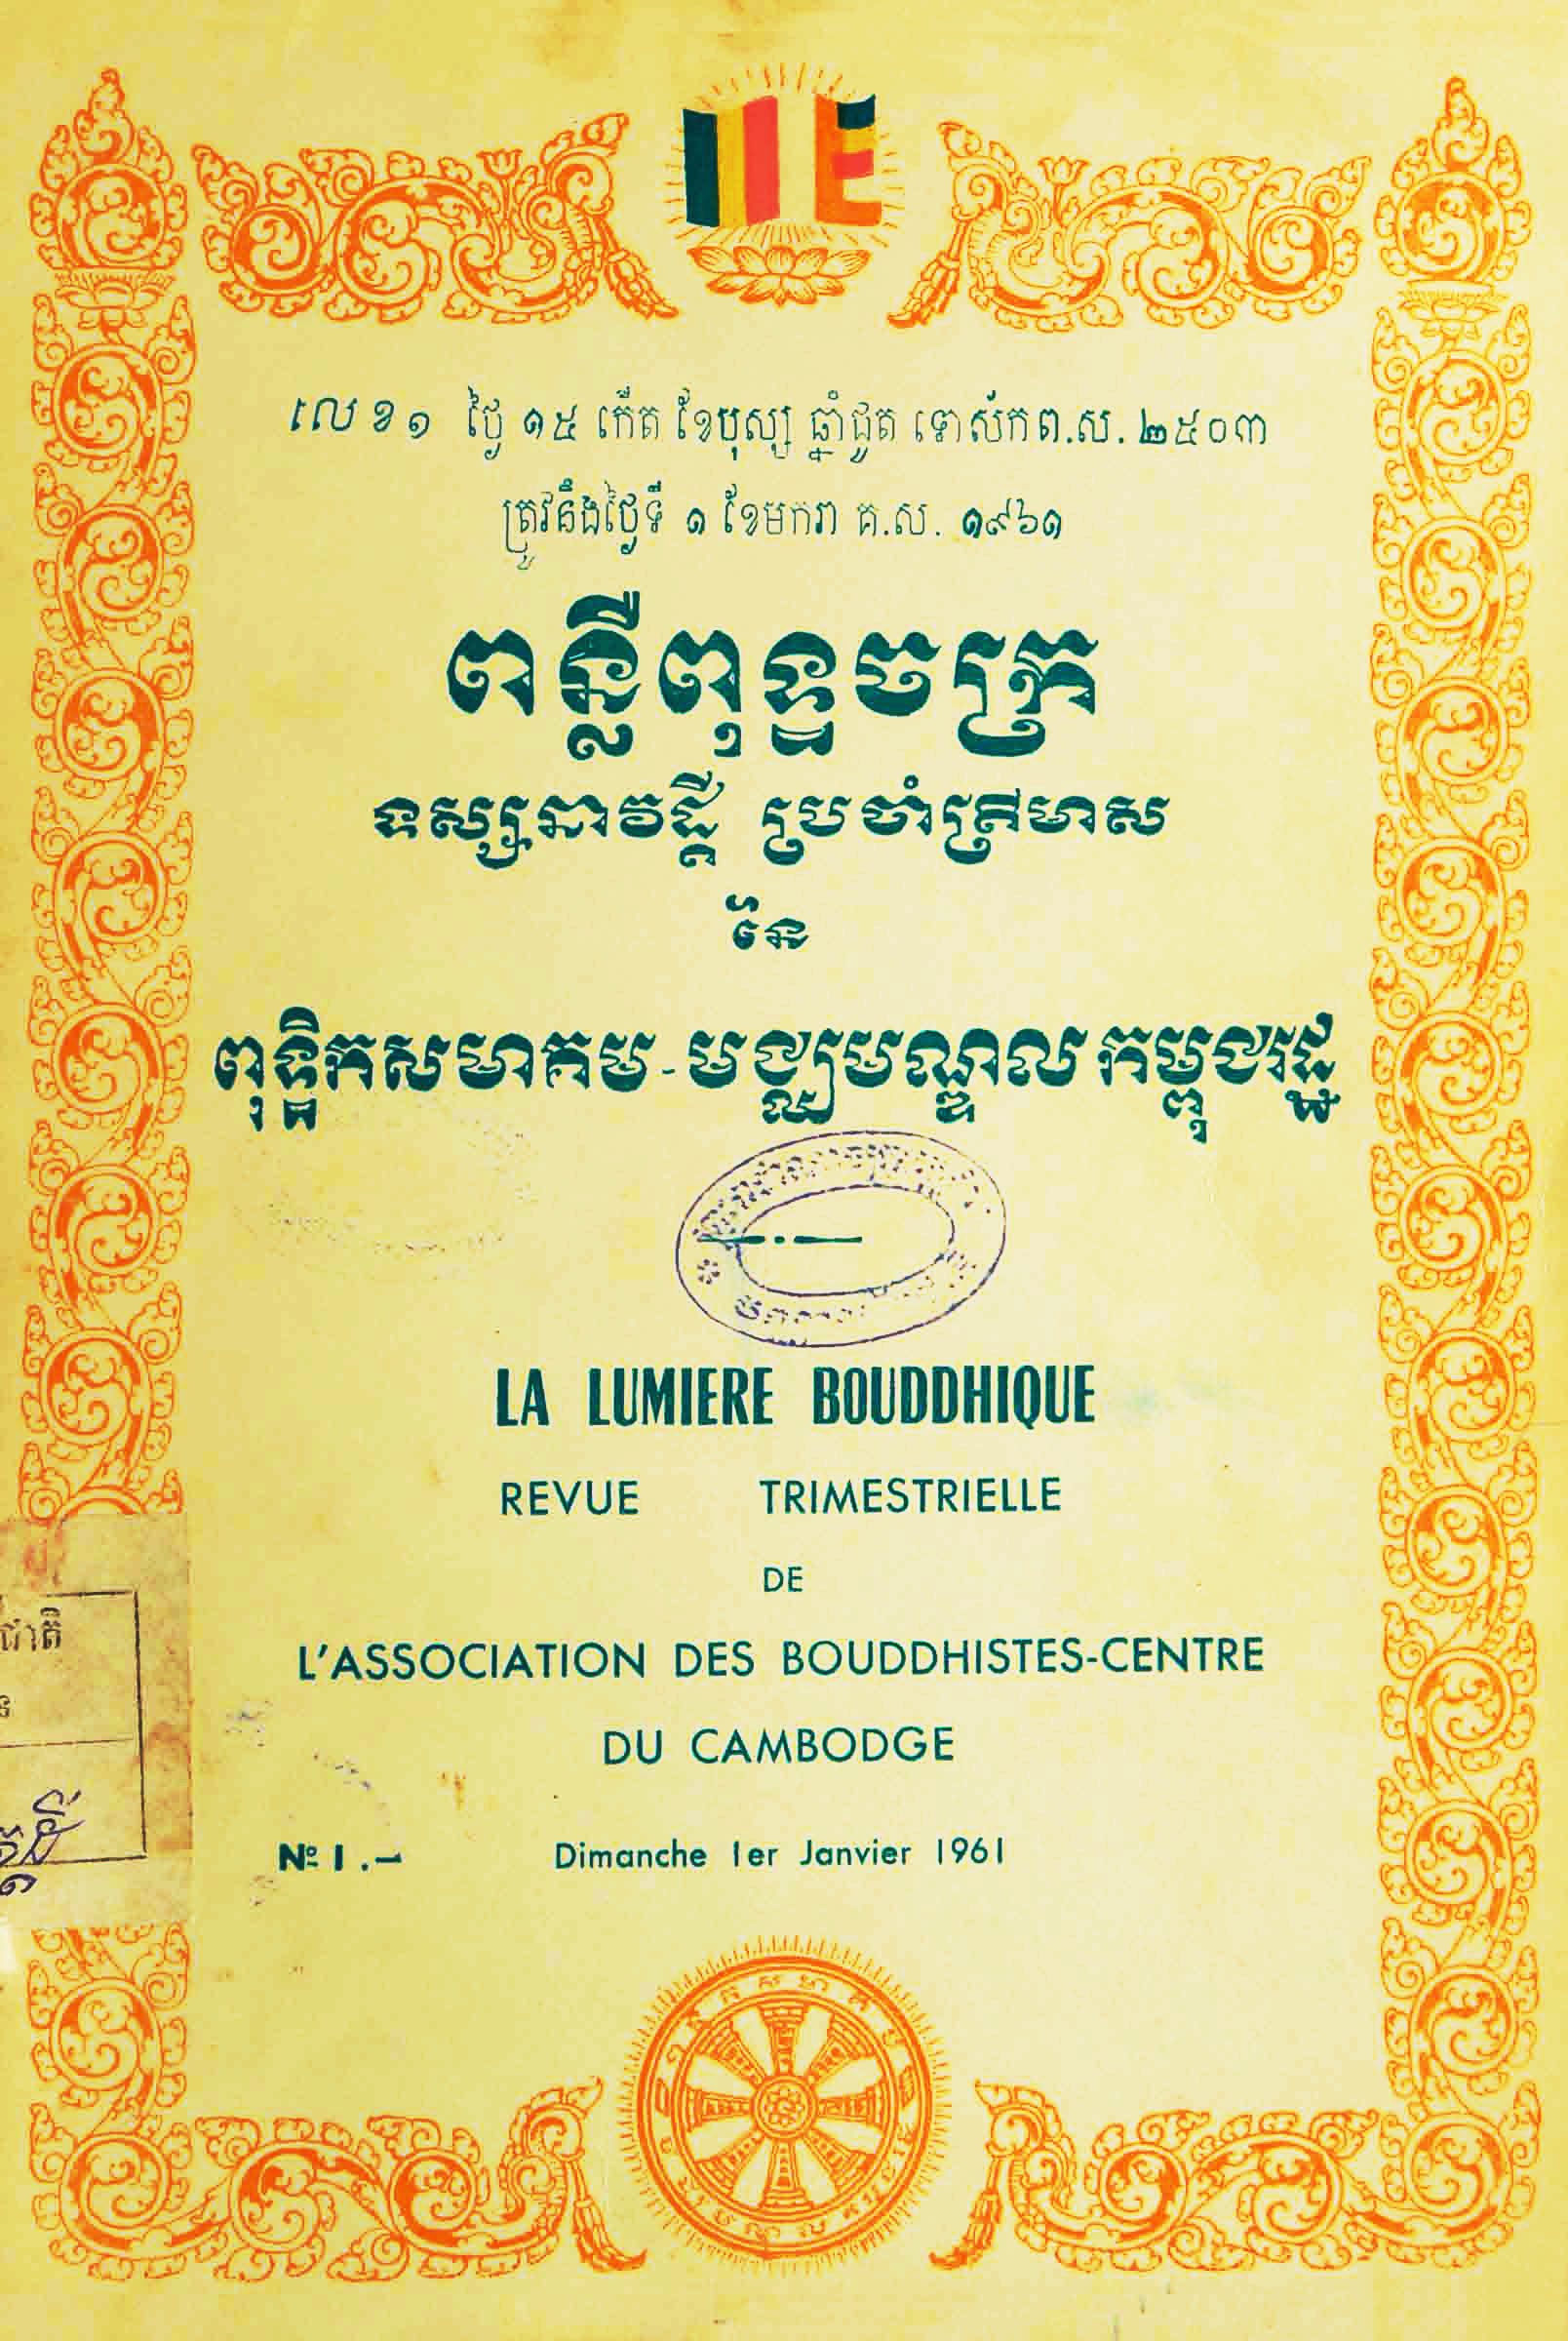 លេខ១ ថ្ងៃ ១៥ កើត ខែបុស្ស ឆ្នាំជូត ទោស័កព.ស. ២៥០៣
ត្រូវនឹងថ្ងៃទី ១ ខែមករា គ.ស. ១៩៦១
ពន្លឺពុទ្ធចក្រ
ទស្សនាវដ្ដី ប្រចាំត្រីមាស
នៃ
ពុទ្ធិកសមាគម-មជ្ឈមណ្ឌលកម្ពុជរដ្ឋ
LA LUMIERE BOUDDHIQUE
REVUE TRIMESTRIELLE
DE
L'ASSOCIATION DES BOUDDHISTES-CENTRE
DU CAMBODGE
ជាតិ
Nº 1.-
Dimanche 1er Janvier 1961